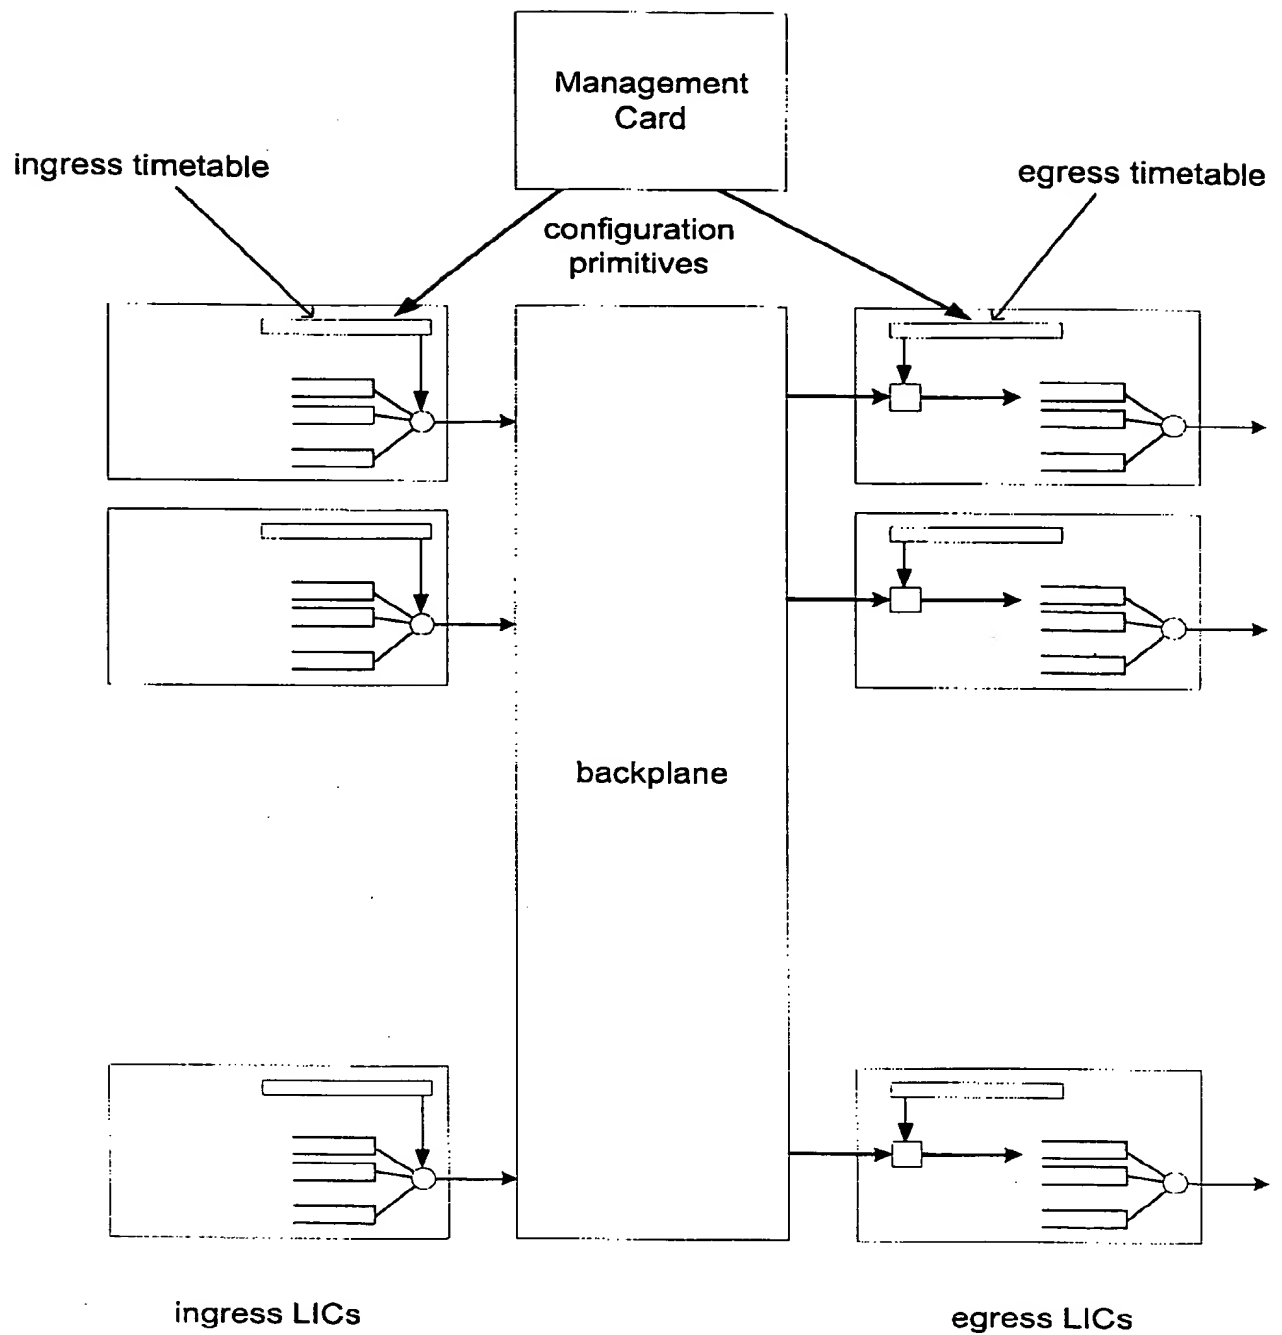 Management
Card
ingress timetable
egress timetable
configuration
primitives
backplane
ingress LICs
egress LICs